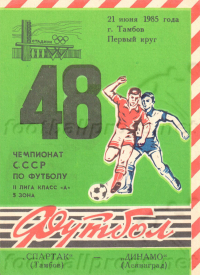 21 июня 1985 года
г. Тамбов
Первый круг
48
ЧЕМПИОНАТ
СССР
ПО ФУТБОЛУ
II ЛИГА КЛАСС «А»
5 ЗОНА
Футбол
СПАРТАК ДИНАМО
(Тамбов) (Ленинград)